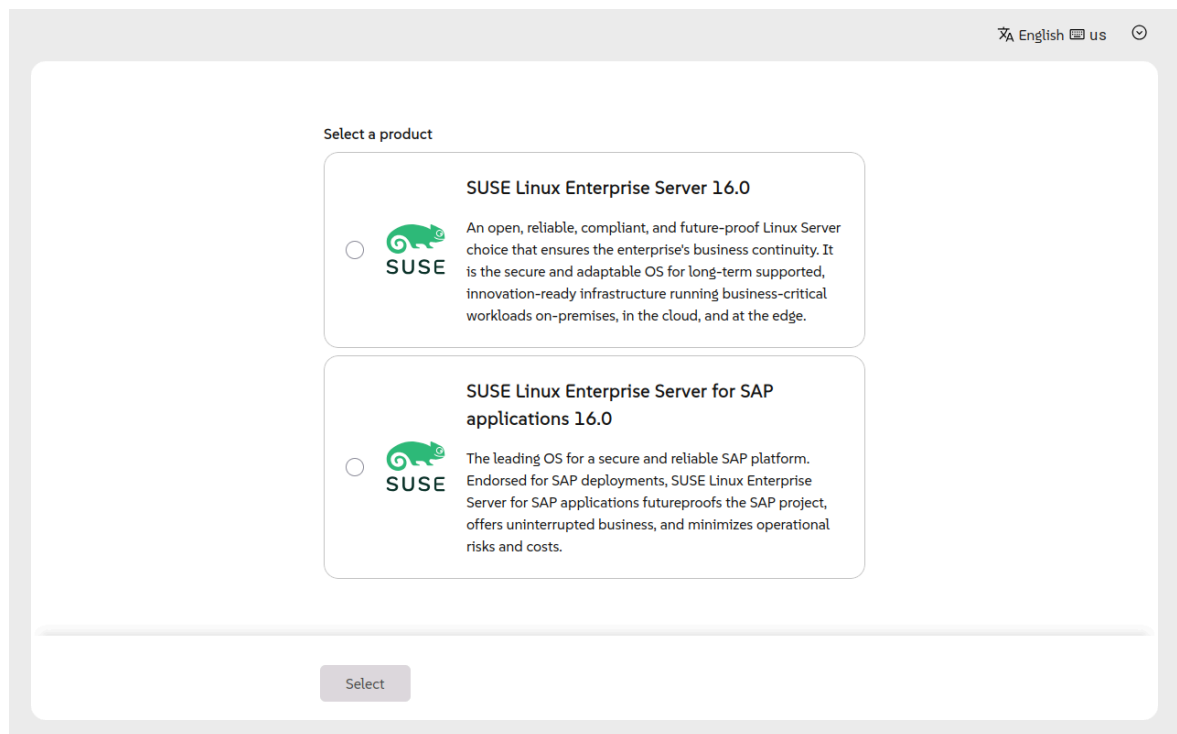 English us
Select a product
SUSE Linux Enterprise Server 16.0
An open, reliable, compliant, and future-proof Linux Server
choice that ensures the enterprise's business continuity. It
is the secure and adaptable OS for long-term supported,
innovation-ready infrastructure running business-critical
workloads on-premises, in the cloud, and at the edge.
SUSE
SUSE Linux Enterprise Server for SAP
applications 16.0
The leading OS for a secure and reliable SAP platform.
Endorsed for SAP deployments, SUSE Linux Enterprise
Server for SAP applications futureproofs the SAP project,
offers uninterrupted business, and minimizes operational
risks and costs.
SUSE
Select